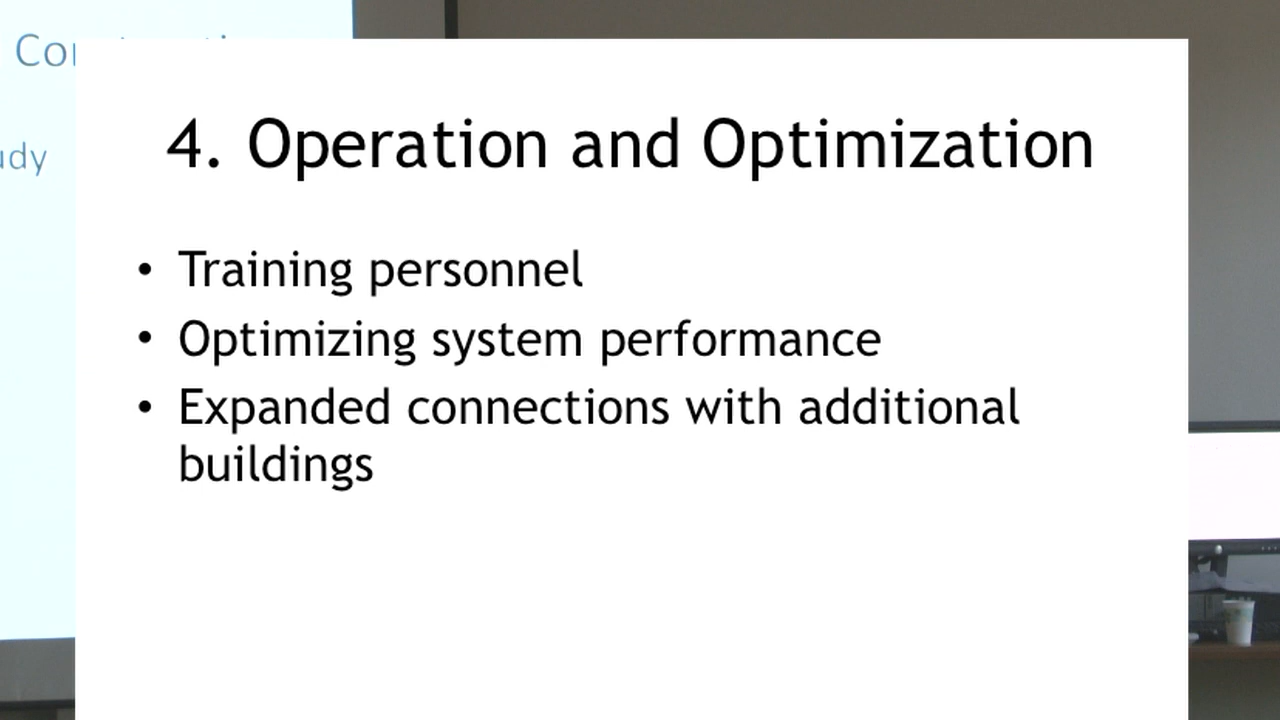 4. Operation and Optimization
• Training personnel
• Optimizing system performance
• Expanded connections with additional
buildings